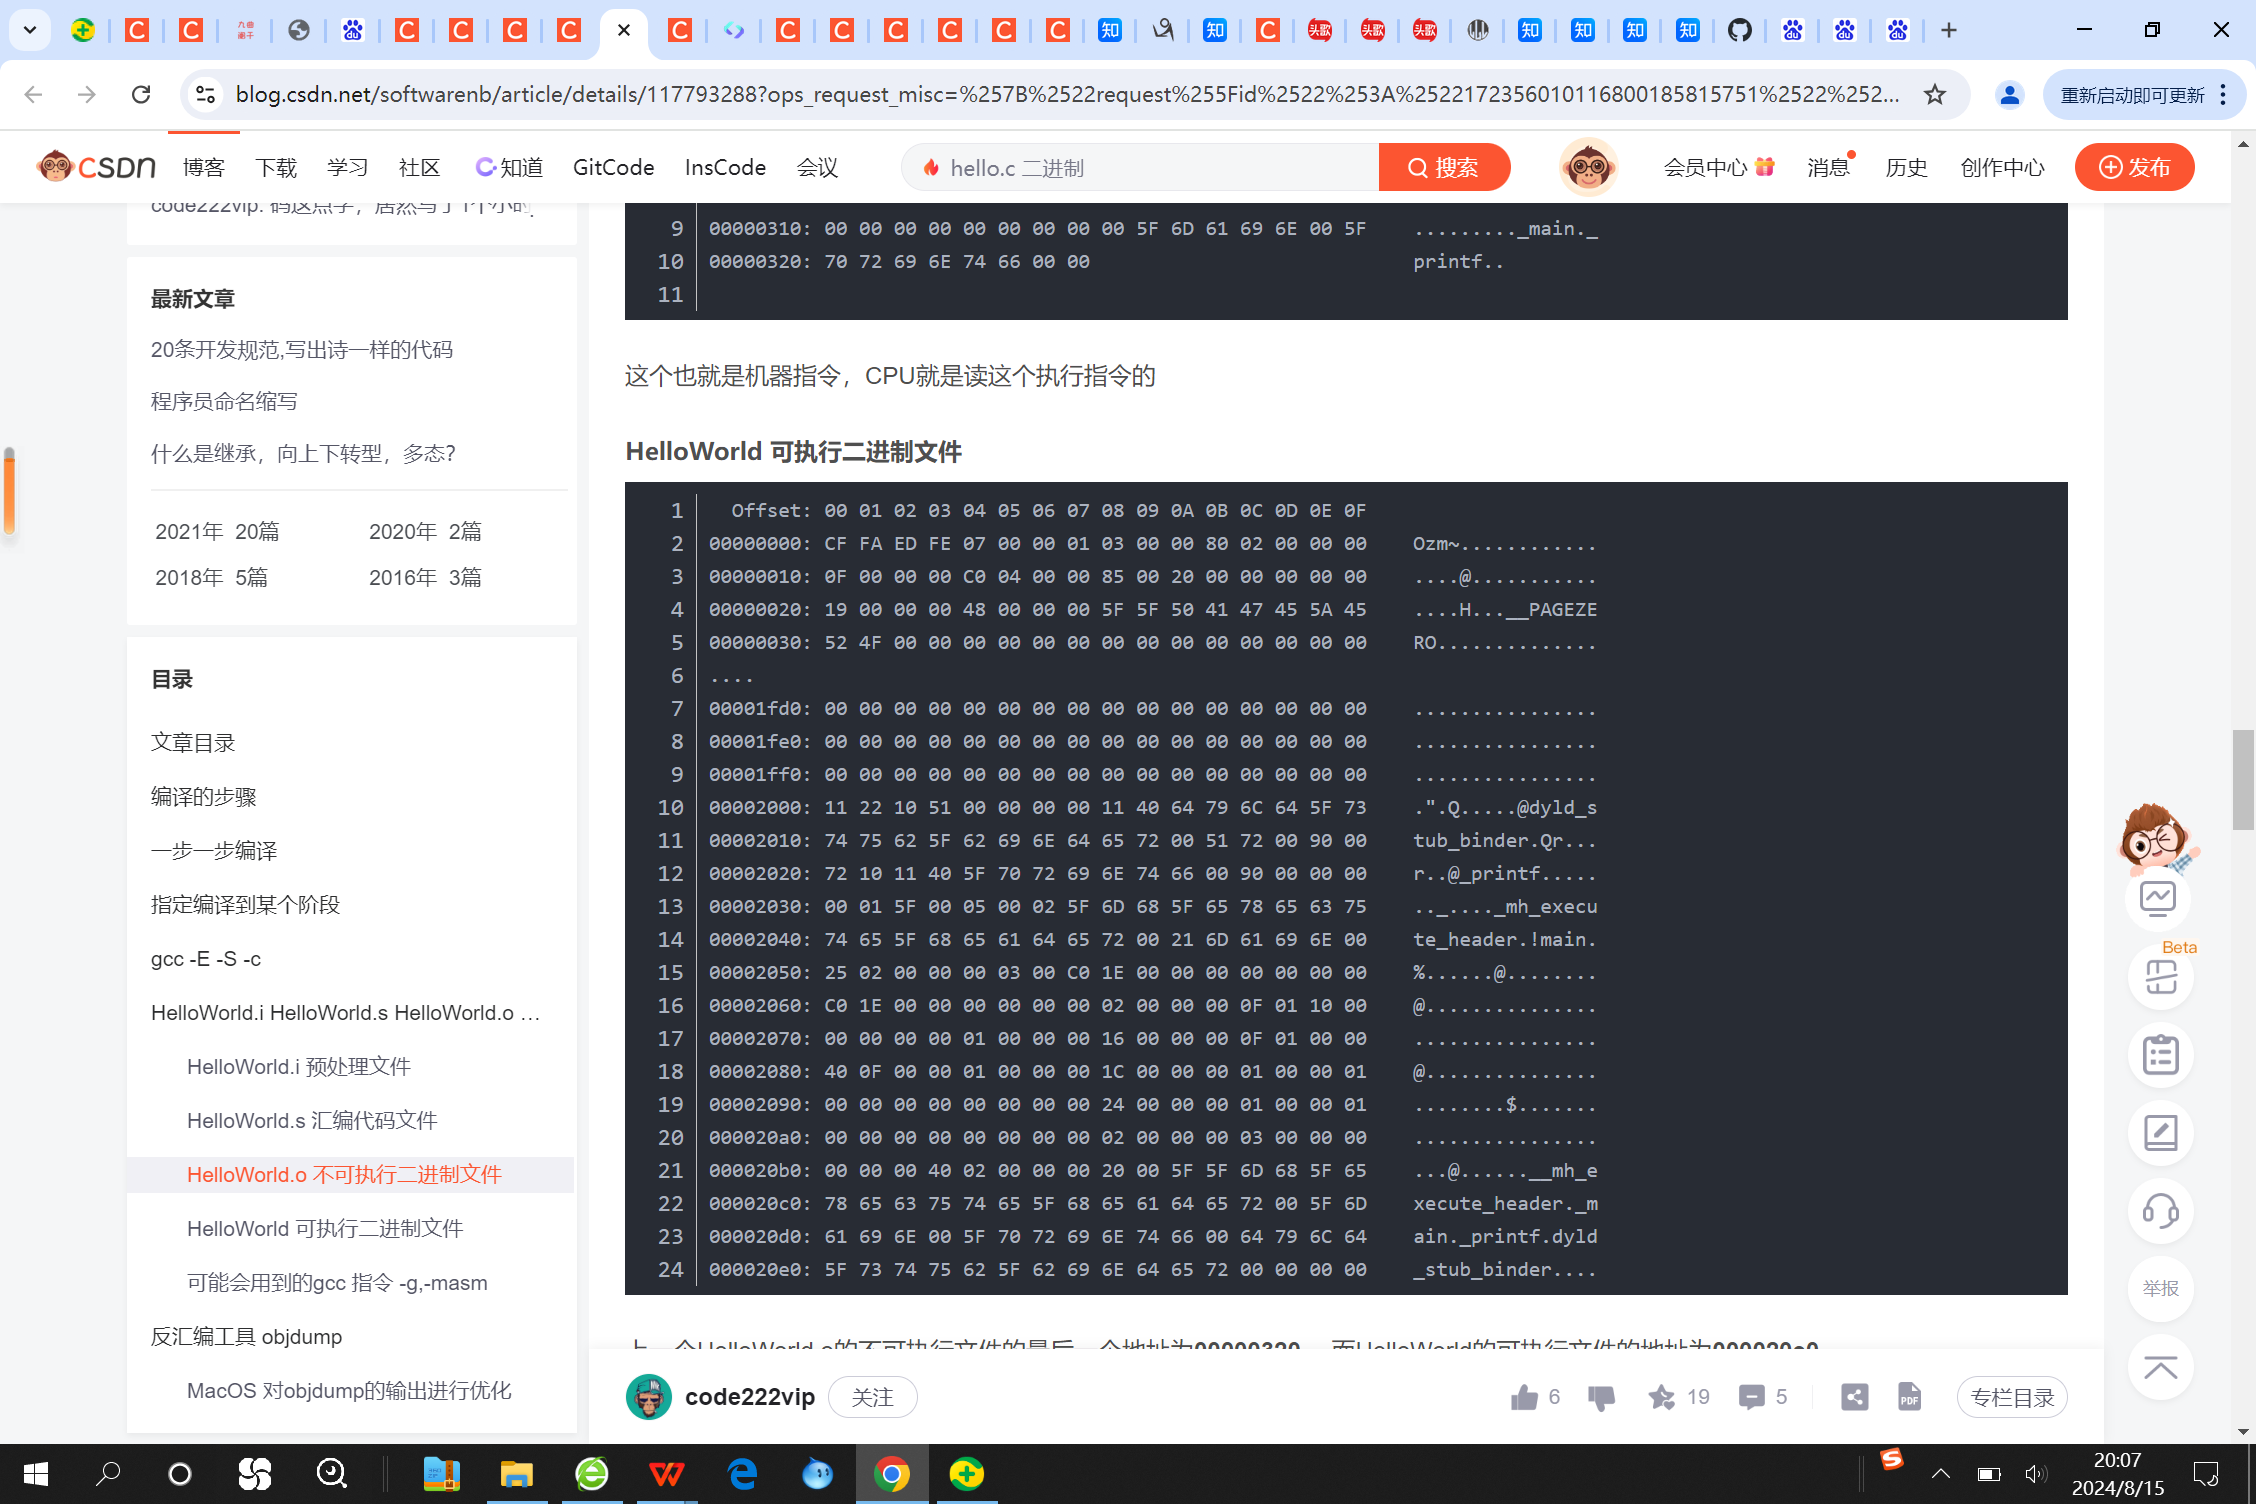 blog.csdn.net/softwarenb/article/details/117793288?ops_request_misc=%257B%2522request%255Fid%2522%253A%2522172356010116800185815751%2522%252...
重新启动即可更新
CSDN 博客 下载 学习 社区 知道 GitCode InsCode 会议 hello.c 二进制 搜索 会员中心 消息 历史 创作中心 发布
最新文章
20条开发规范,写出诗一样的代码
程序员命名缩写
什么是继承，向上下转型，多态？
2021年 20篇 2020年 2篇
2018年 5篇 2016年 3篇
目录
文章目录
编译的步骤
一步一步编译
指定编译到某个阶段
gcc -E -S -c
HelloWorld.i HelloWorld.s HelloWorld.o ...
HelloWorld.i 预处理文件
HelloWorld.s 汇编代码文件
HelloWorld.o 不可执行二进制文件
HelloWorld 可执行二进制文件
可能会用到的gcc 指令 -g,-masm
反汇编工具 objdump
MacOS 对objdump的输出进行优化
9 00000310: 00 00 00 00 00 00 00 00 00 5F 6D 61 69 6E 00 5F ........._main._
10 00000320: 70 72 69 6E 74 66 00 00 printf..
11
这个也就是机器指令，CPU就是读这个执行指令的
HelloWorld 可执行二进制文件
1 Offset: 00 01 02 03 04 05 06 07 08 09 0A 0B 0C 0D 0E 0F
2 00000000: CF FA ED FE 07 00 00 01 03 00 00 80 02 00 00 00 Ozm~............
3 00000010: 0F 00 00 00 C0 04 00 00 85 00 20 00 00 00 00 00 ....@...........
4 00000020: 19 00 00 00 48 00 00 00 5F 5F 50 41 47 45 5A 45 ....H...__PAGEZE
5 00000030: 52 4F 00 00 00 00 00 00 00 00 00 00 00 00 00 00 RO..............
6 ....
7 00001fd0: 00 00 00 00 00 00 00 00 00 00 00 00 00 00 00 00 ................
8 00001fe0: 00 00 00 00 00 00 00 00 00 00 00 00 00 00 00 00 ................
9 00001ff0: 00 00 00 00 00 00 00 00 00 00 00 00 00 00 00 00 ................
10 00002000: 11 22 10 51 00 00 00 00 11 40 64 79 6C 64 5F 73 .".Q.....@dyld_s
11 00002010: 74 75 62 5F 62 69 6E 64 65 72 00 51 72 00 90 00 tub_binder.Qr...
12 00002020: 72 10 11 40 5F 70 72 69 6E 74 66 00 90 00 00 00 r..@_printf.....
13 00002030: 00 01 5F 00 05 00 02 5F 6D 68 5F 65 78 65 63 75 .._...._mh_execu
14 00002040: 74 65 5F 68 65 61 64 65 72 00 21 6D 61 69 6E 00 te_header.!main.
15 00002050: 25 02 00 00 00 03 00 C0 1E 00 00 00 00 00 00 00 %......@........
16 00002060: C0 1E 00 00 00 00 00 00 02 00 00 00 0F 01 10 00 @...............
17 00002070: 00 00 00 00 01 00 00 00 16 00 00 00 0F 01 00 00 ................
18 00002080: 40 0F 00 00 01 00 00 00 1C 00 00 00 01 00 00 01 @...............
19 00002090: 00 00 00 00 00 00 00 00 24 00 00 00 01 00 00 01 ........$.......
20 000020a0: 00 00 00 00 00 00 00 00 02 00 00 00 03 00 00 00 ................
21 000020b0: 00 00 00 40 02 00 00 00 20 00 5F 5F 6D 68 5F 65 ...@......__mh_e
22 000020c0: 78 65 63 75 74 65 5F 68 65 61 64 65 72 00 5F 6D xecute_header._m
23 000020d0: 61 69 6E 00 5F 70 72 69 6E 74 66 00 64 79 6C 64 ain._printf.dyld
24 000020e0: 5F 73 74 75 62 5F 62 69 6E 64 65 72 00 00 00 00 _stub_binder....
code222vip 关注 6 19 5 PDF 专栏目录
Beta
举报
20:07
2024/8/15